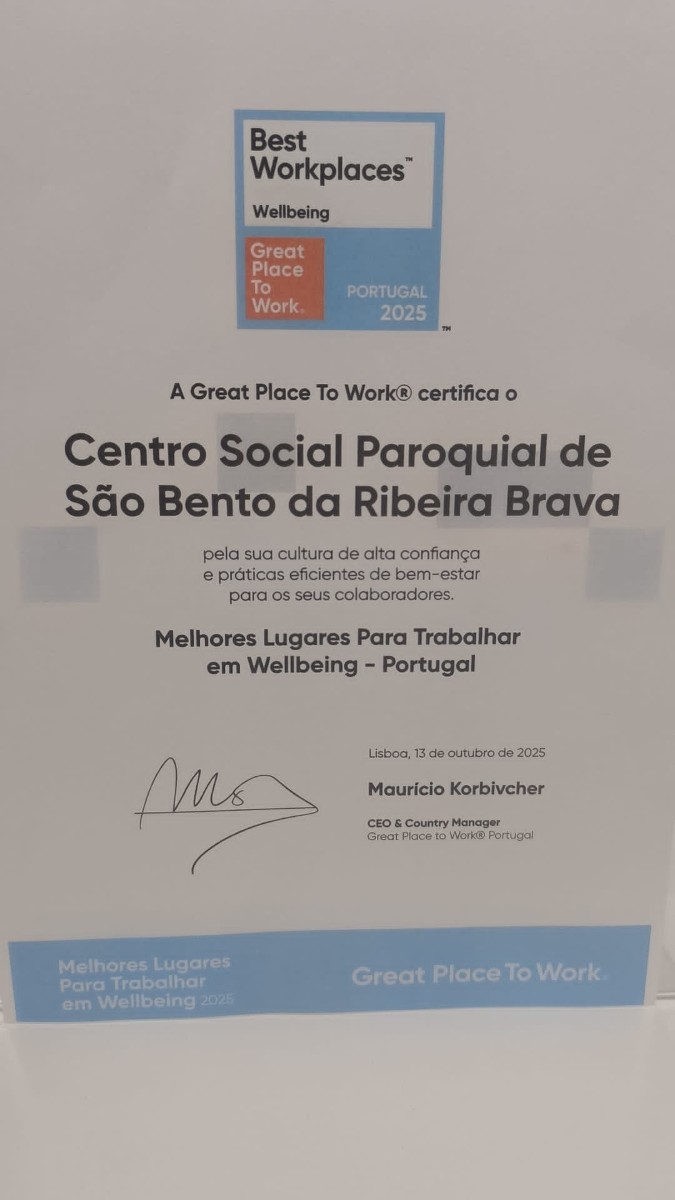 Best
Workplaces™
Wellbeing
Great
Place
To
Work.
PORTUGAL
2025
™
A Great Place To Work® certifica o
Centro Social Paroquial de
São Bento da Ribeira Brava
pela sua cultura de alta confiança
e práticas eficientes de bem-estar
para os seus colaboradores.
Melhores Lugares Para Trabalhar
em Wellbeing - Portugal
Lisboa, 13 de outubro de 2025
Maurício Korbivcher
CEO & Country Manager
Great Place to Work® Portugal
Melhores Lugares
Para Trabalhar
em Wellbeing 2025
Great Place To Work.